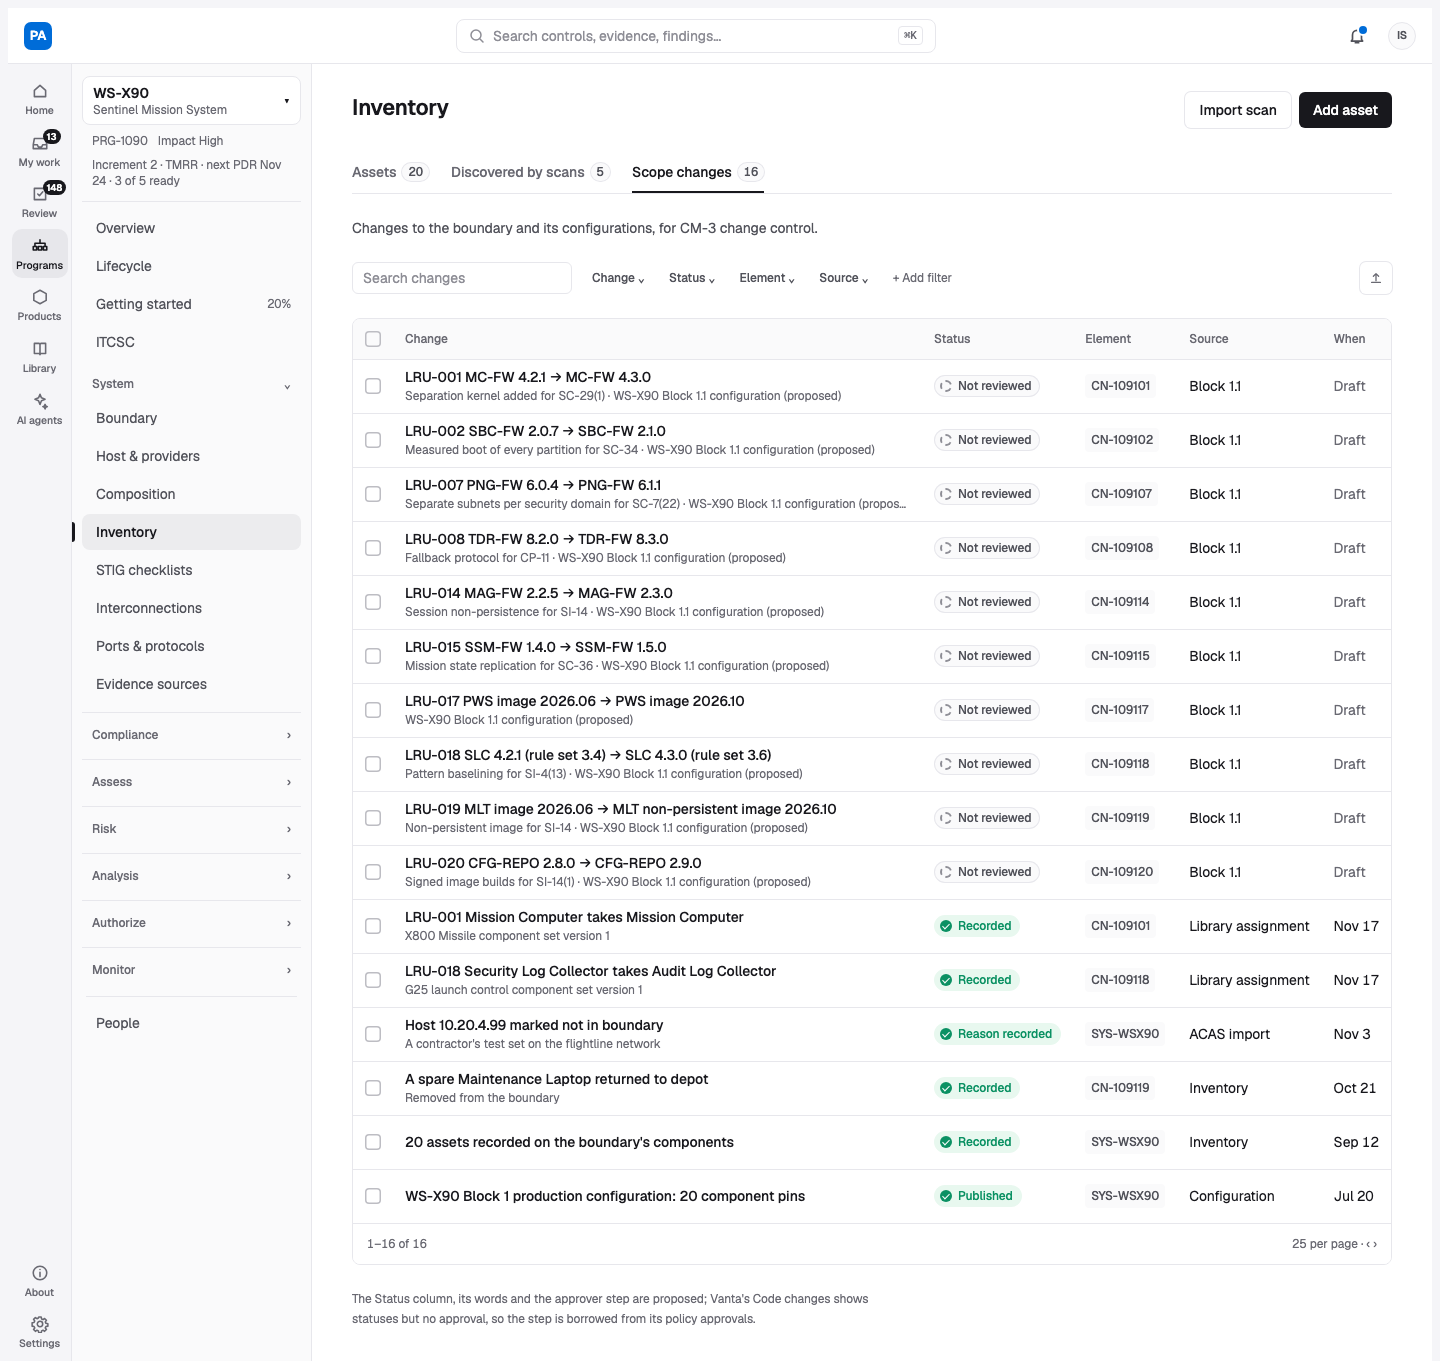 PA
Search controls, evidence, findings...
⌘K
IS
Home
13
My work
148
Review
Programs
Products
Library
AI agents
About
Settings
WS-X90
Sentinel Mission System
PRG-1090 Impact High
Increment 2 · TMRR · next PDR Nov
24 · 3 of 5 ready
Overview
Lifecycle
Getting started 20%
ITCSC
System
Boundary
Host & providers
Composition
Inventory
STIG checklists
Interconnections
Ports & protocols
Evidence sources
Compliance
Assess
Risk
Analysis
Authorize
Monitor
People
Inventory
Import scan Add asset
Assets 20 Discovered by scans 5 Scope changes 16
Changes to the boundary and its configurations, for CM-3 change control.
Search changes Change Status Element Source + Add filter
Change Status Element Source When
LRU-001 MC-FW 4.2.1 → MC-FW 4.3.0
Separation kernel added for SC-29(1) · WS-X90 Block 1.1 configuration (proposed)
Not reviewed CN-109101 Block 1.1 Draft
LRU-002 SBC-FW 2.0.7 → SBC-FW 2.1.0
Measured boot of every partition for SC-34 · WS-X90 Block 1.1 configuration (proposed)
Not reviewed CN-109102 Block 1.1 Draft
LRU-007 PNG-FW 6.0.4 → PNG-FW 6.1.1
Separate subnets per security domain for SC-7(22) · WS-X90 Block 1.1 configuration (propos...
Not reviewed CN-109107 Block 1.1 Draft
LRU-008 TDR-FW 8.2.0 → TDR-FW 8.3.0
Fallback protocol for CP-11 · WS-X90 Block 1.1 configuration (proposed)
Not reviewed CN-109108 Block 1.1 Draft
LRU-014 MAG-FW 2.2.5 → MAG-FW 2.3.0
Session non-persistence for SI-14 · WS-X90 Block 1.1 configuration (proposed)
Not reviewed CN-109114 Block 1.1 Draft
LRU-015 SSM-FW 1.4.0 → SSM-FW 1.5.0
Mission state replication for SC-36 · WS-X90 Block 1.1 configuration (proposed)
Not reviewed CN-109115 Block 1.1 Draft
LRU-017 PWS image 2026.06 → PWS image 2026.10
WS-X90 Block 1.1 configuration (proposed)
Not reviewed CN-109117 Block 1.1 Draft
LRU-018 SLC 4.2.1 (rule set 3.4) → SLC 4.3.0 (rule set 3.6)
Pattern baselining for SI-4(13) · WS-X90 Block 1.1 configuration (proposed)
Not reviewed CN-109118 Block 1.1 Draft
LRU-019 MLT image 2026.06 → MLT non-persistent image 2026.10
Non-persistent image for SI-14 · WS-X90 Block 1.1 configuration (proposed)
Not reviewed CN-109119 Block 1.1 Draft
LRU-020 CFG-REPO 2.8.0 → CFG-REPO 2.9.0
Signed image builds for SI-14(1) · WS-X90 Block 1.1 configuration (proposed)
Not reviewed CN-109120 Block 1.1 Draft
LRU-001 Mission Computer takes Mission Computer
X800 Missile component set version 1
Recorded CN-109101 Library assignment Nov 17
LRU-018 Security Log Collector takes Audit Log Collector
G25 launch control component set version 1
Recorded CN-109118 Library assignment Nov 17
Host 10.20.4.99 marked not in boundary
A contractor's test set on the flightline network
Reason recorded SYS-WSX90 ACAS import Nov 3
A spare Maintenance Laptop returned to depot
Removed from the boundary
Recorded CN-109119 Inventory Oct 21
20 assets recorded on the boundary's components Recorded SYS-WSX90 Inventory Sep 12
WS-X90 Block 1 production configuration: 20 component pins Published SYS-WSX90 Configuration Jul 20
1–16 of 16 25 per page · ‹ ›
The Status column, its words and the approver step are proposed; Vanta's Code changes shows
statuses but no approval, so the step is borrowed from its policy approvals.